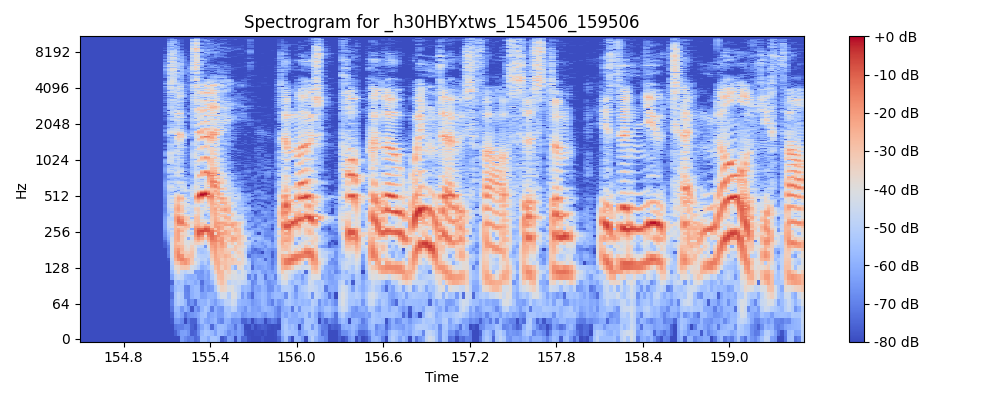 Spectrogram for _h30HBYxtws_154506_159506
8192
4096
2048
1024
512
256
128
64
0
Hz
154.8 155.4 156.0 156.6 157.2 157.8 158.4 159.0
Time
+0 dB
-10 dB
-20 dB
-30 dB
-40 dB
-50 dB
-60 dB
-70 dB
-80 dB